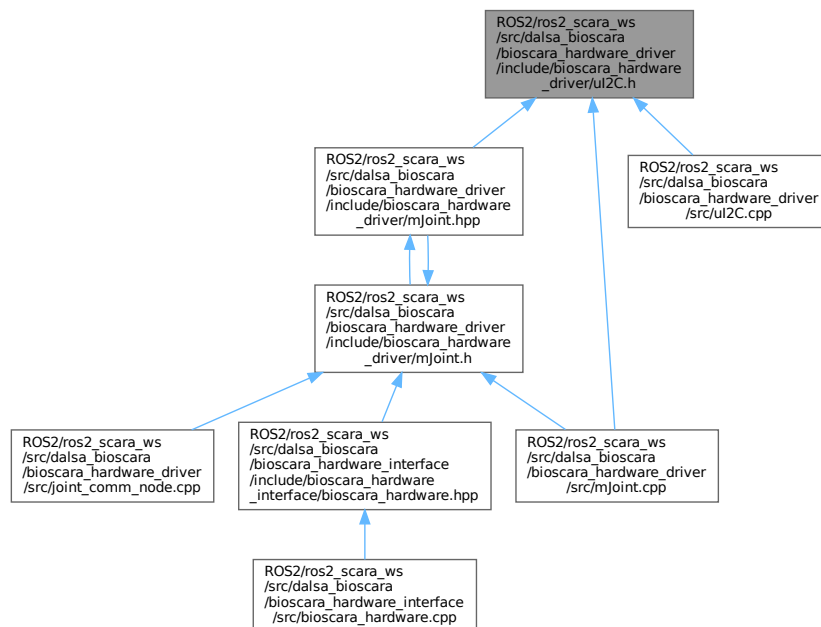 ROS2/ros2_scara_ws
/src/dalsa_bioscara
/bioscara_hardware_driver
/include/bioscara_hardware
_driver/uI2C.h
ROS2/ros2_scara_ws
/src/dalsa_bioscara
/bioscara_hardware_driver
/include/bioscara_hardware
_driver/mJoint.hpp
ROS2/ros2_scara_ws
/src/dalsa_bioscara
/bioscara_hardware_driver
/src/uI2C.cpp
ROS2/ros2_scara_ws
/src/dalsa_bioscara
/bioscara_hardware_driver
/include/bioscara_hardware
_driver/mJoint.h
ROS2/ros2_scara_ws
/src/dalsa_bioscara
/bioscara_hardware_driver
/src/joint_comm_node.cpp
ROS2/ros2_scara_ws
/src/dalsa_bioscara
/bioscara_hardware_interface
/include/bioscara_hardware
_interface/bioscara_hardware.hpp
ROS2/ros2_scara_ws
/src/dalsa_bioscara
/bioscara_hardware_driver
/src/mJoint.cpp
ROS2/ros2_scara_ws
/src/dalsa_bioscara
/bioscara_hardware_interface
/src/bioscara_hardware.cpp